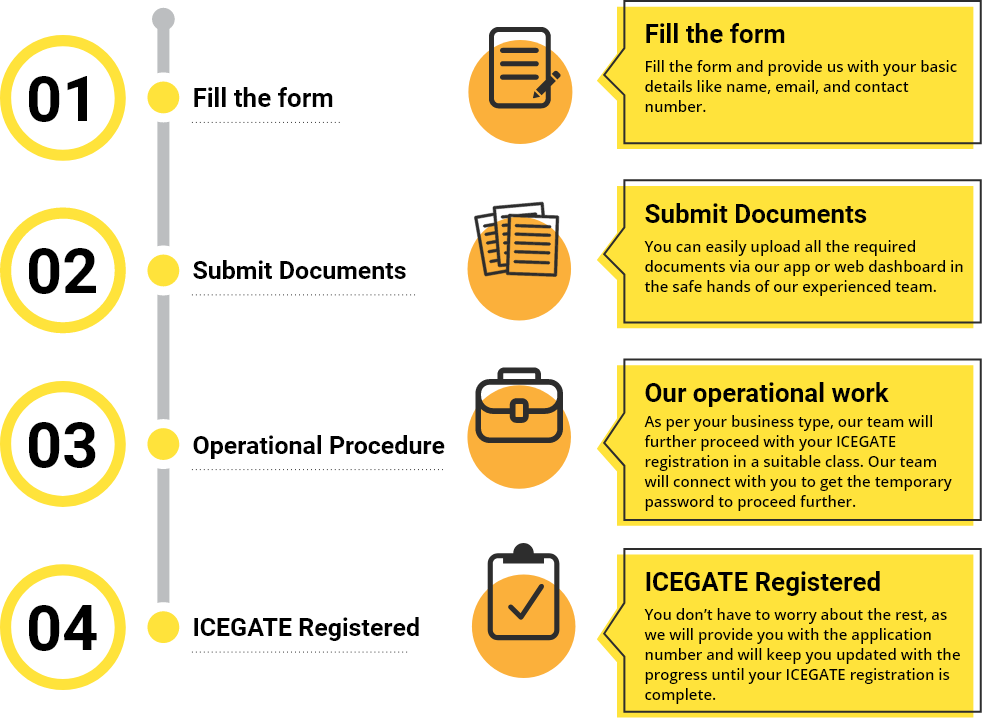 01
Fill the form
Fill the form
Fill the form and provide us with your basic
details like name, email, and contact
number.
02
Submit Documents
Submit Documents
You can easily upload all the required
documents via our app or web dashboard in
the safe hands of our experienced team.
03
Operational Procedure
Our operational work
As per your business type, our team will
further proceed with your ICEGATE
registration in a suitable class. Our team
will connect with you to get the temporary
password to proceed further.
04
ICEGATE Registered
ICEGATE Registered
You don’t have to worry about the rest, as
we will provide you with the application
number and will keep you updated with the
progress until your ICEGATE registration is
complete.